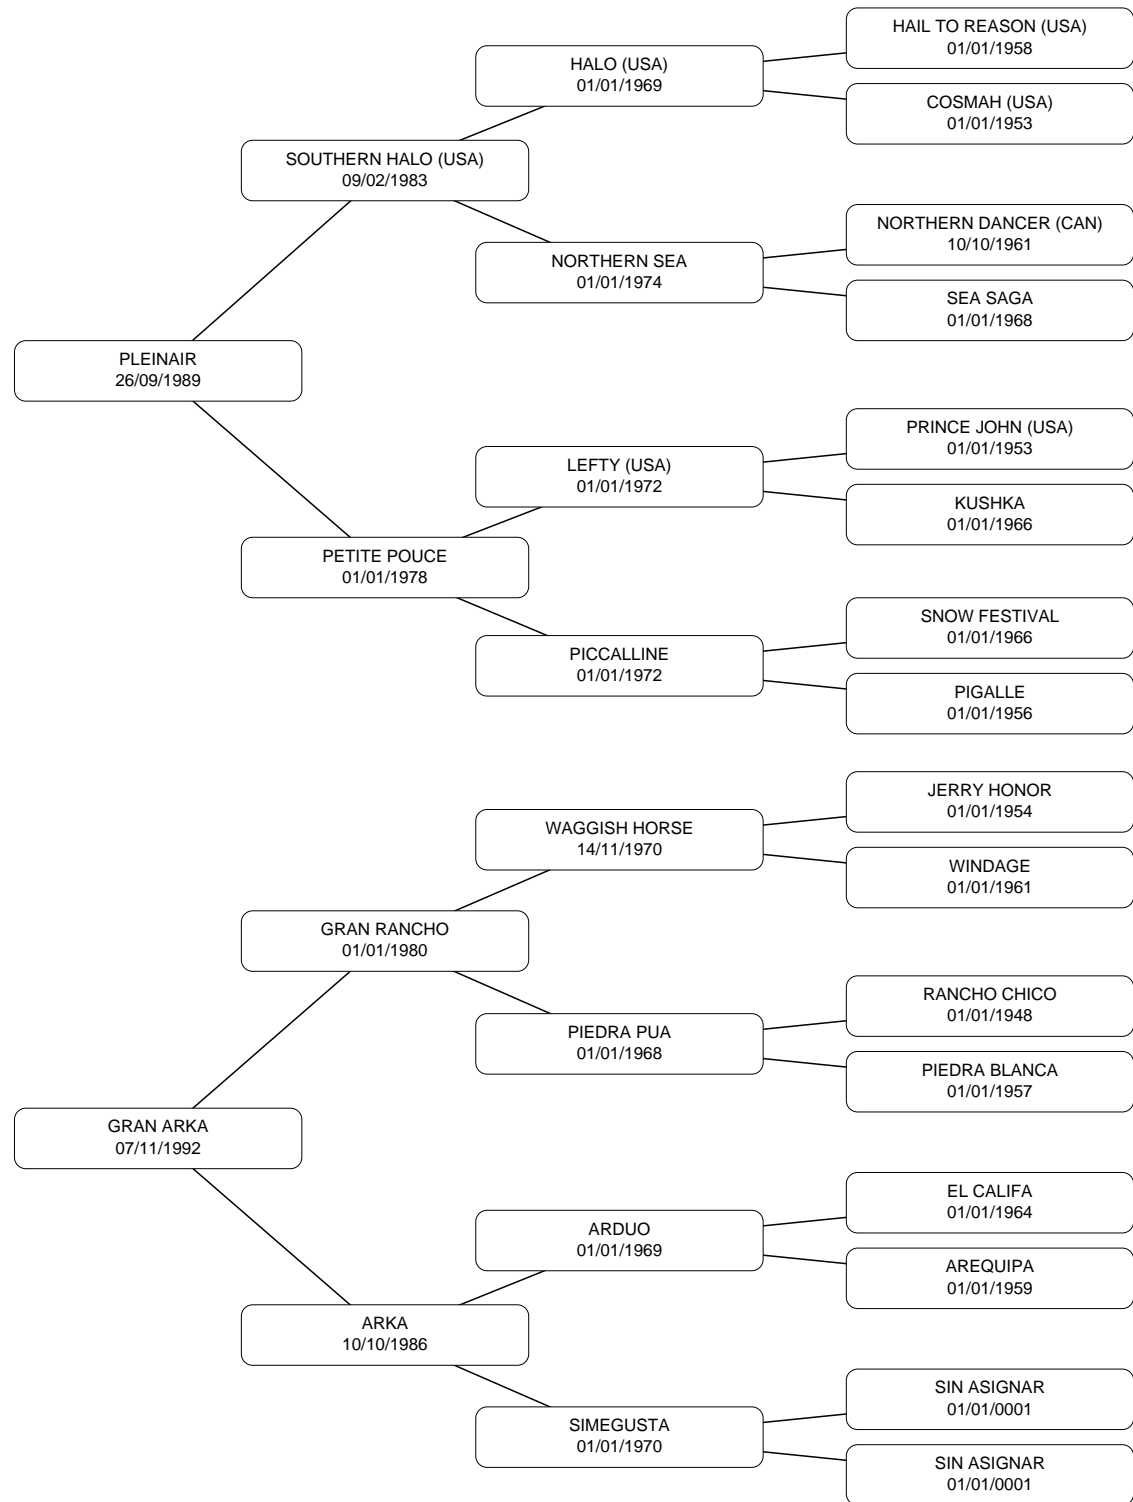 HAIL TO REASON (USA)
01/01/1958
HALO (USA)
01/01/1969
COSMAH (USA)
01/01/1953
SOUTHERN HALO (USA)
09/02/1983
NORTHERN DANCER (CAN)
10/10/1961
NORTHERN SEA
01/01/1974
SEA SAGA
01/01/1968
PLEINAIR
26/09/1989
PRINCE JOHN (USA)
01/01/1953
LEFTY (USA)
01/01/1972
KUSHKA
01/01/1966
PETITE POUCE
01/01/1978
SNOW FESTIVAL
01/01/1966
PICCALLINE
01/01/1972
PIGALLE
01/01/1956
JERRY HONOR
01/01/1954
WAGGISH HORSE
14/11/1970
WINDAGE
01/01/1961
GRAN RANCHO
01/01/1980
RANCHO CHICO
01/01/1948
PIEDRA PUA
01/01/1968
PIEDRA BLANCA
01/01/1957
GRAN ARKA
07/11/1992
EL CALIFA
01/01/1964
ARDUO
01/01/1969
AREQUIPA
01/01/1959
ARKA
10/10/1986
SIN ASIGNAR
01/01/0001
SIMEGUSTA
01/01/1970
SIN ASIGNAR
01/01/0001